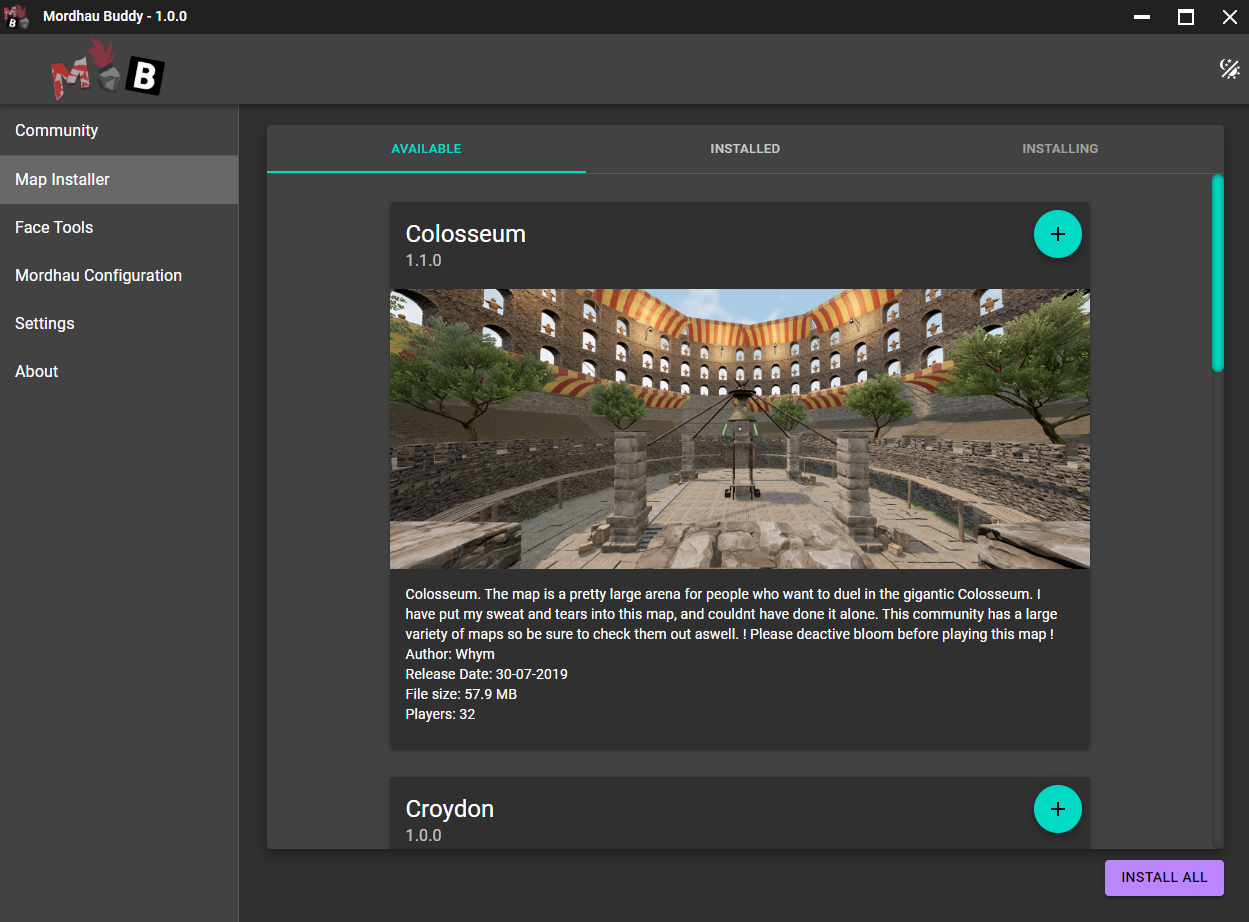 Mordhau Buddy - 1.0.0
M B
Community
Map Installer
Face Tools
Mordhau Configuration
Settings
About
AVAILABLE INSTALLED INSTALLING
Colosseum
1.1.0
Colosseum. The map is a pretty large arena for people who want to duel in the gigantic Colosseum. I
have put my sweat and tears into this map, and couldnt have done it alone. This community has a large
variety of maps so be sure to check them out aswell. ! Please deactive bloom before playing this map !
Author: Whym
Release Date: 30-07-2019
File size: 57.9 MB
Players: 32
Croydon
1.0.0
INSTALL ALL